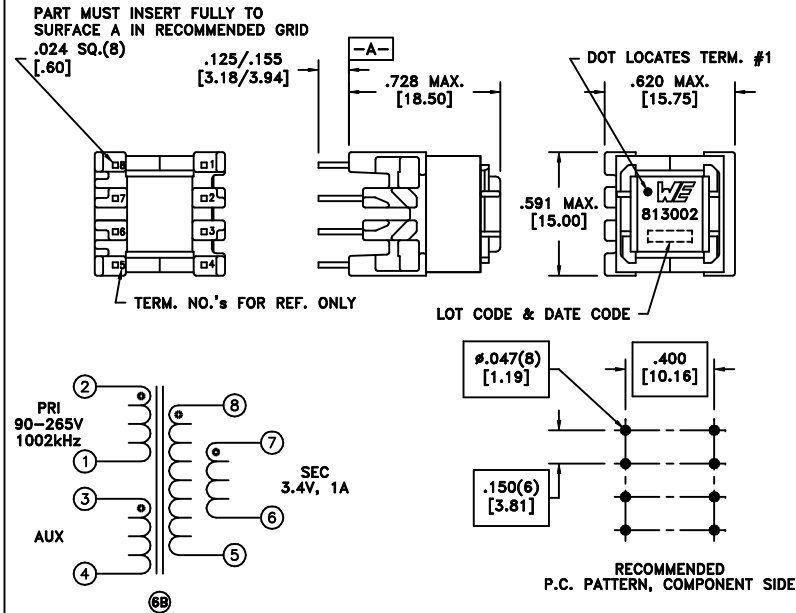 PART MUST INSERT FULLY TO
SURFACE A IN RECOMMENDED GRID
.024 SQ.(8)
[.60]
.125/.155
[3.18/3.94]
-A-
.728 MAX.
[18.50]
DOT LOCATES TERM. #1
.620 MAX.
[15.75]
8
1
7
2
6
3
5
4
TERM. NO.'s FOR REF. ONLY
.591 MAX.
[15.00]
WE
813002
LOT CODE & DATE CODE
2
PRI
90-265V
1002kHz
1
3
AUX
4
8
7
SEC
3.4V, 1A
6
5
6B
ø.047(8)
[1.19]
.400
[10.16]
.150(6)
[3.81]
RECOMMENDED
P.C. PATTERN, COMPONENT SIDE